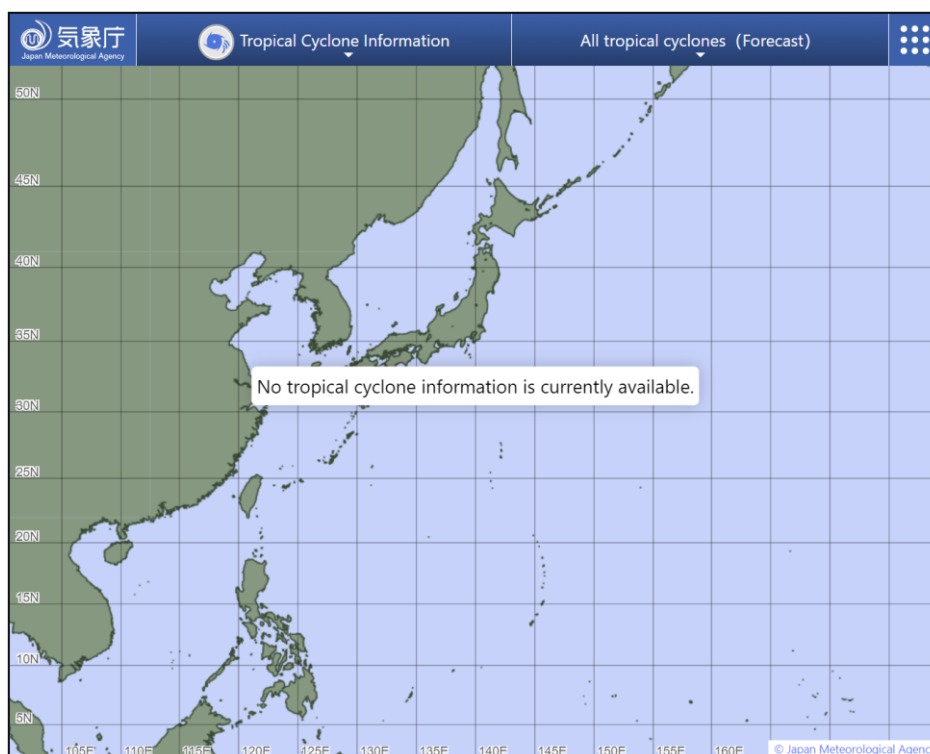 気象庁
Japan Meteorological Agency
Tropical Cyclone Information
All tropical cyclones (Forecast)
50N
45N
40N
35N
No tropical cyclone information is currently available.
30N
25N
20N
15N
10N
5N
105E 110E 115E 120E 125E 130E 135E 140E 145E 150E 155E 160E
© Japan Meteorological Agenc